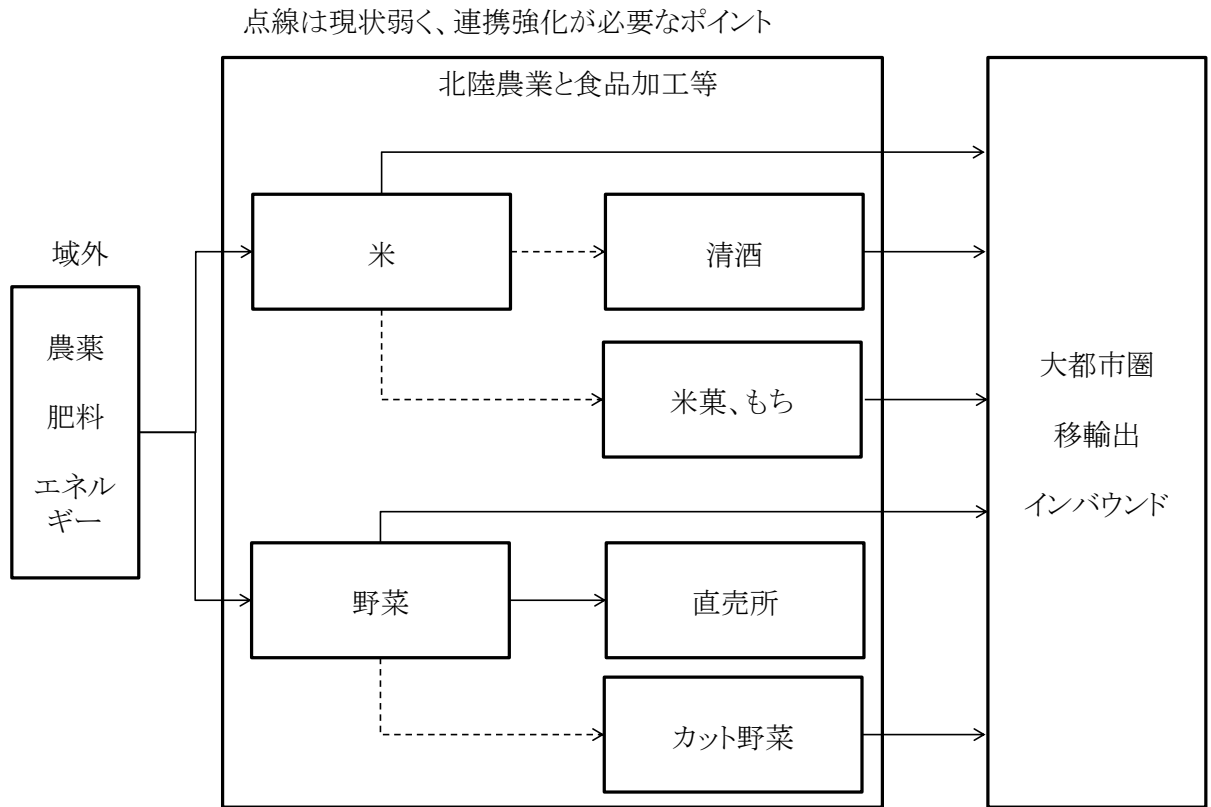 点線は現状弱く、連携強化が必要なポイント
北陸農業と食品加工等
域外
農薬
肥料
エネル
ギー
米
清酒
米菓、もち
野菜
直売所
カット野菜
大都市圏
移輸出
インバウンド